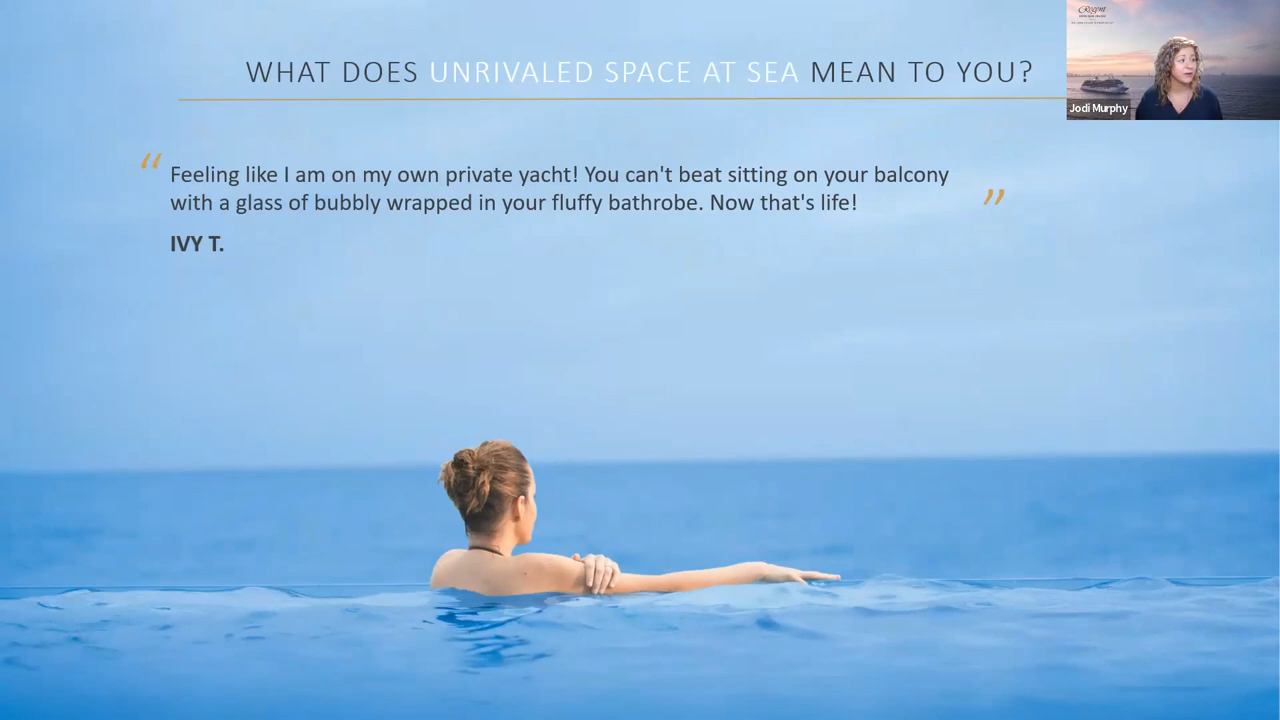 WHAT DOES UNRIVALED SPACE AT SEA MEAN TO YOU?
Regent
Jodi Murphy
“ Feeling like I am on my own private yacht! You can't beat sitting on your balcony
with a glass of bubbly wrapped in your fluffy bathrobe. Now that's life! ”
IVY T.